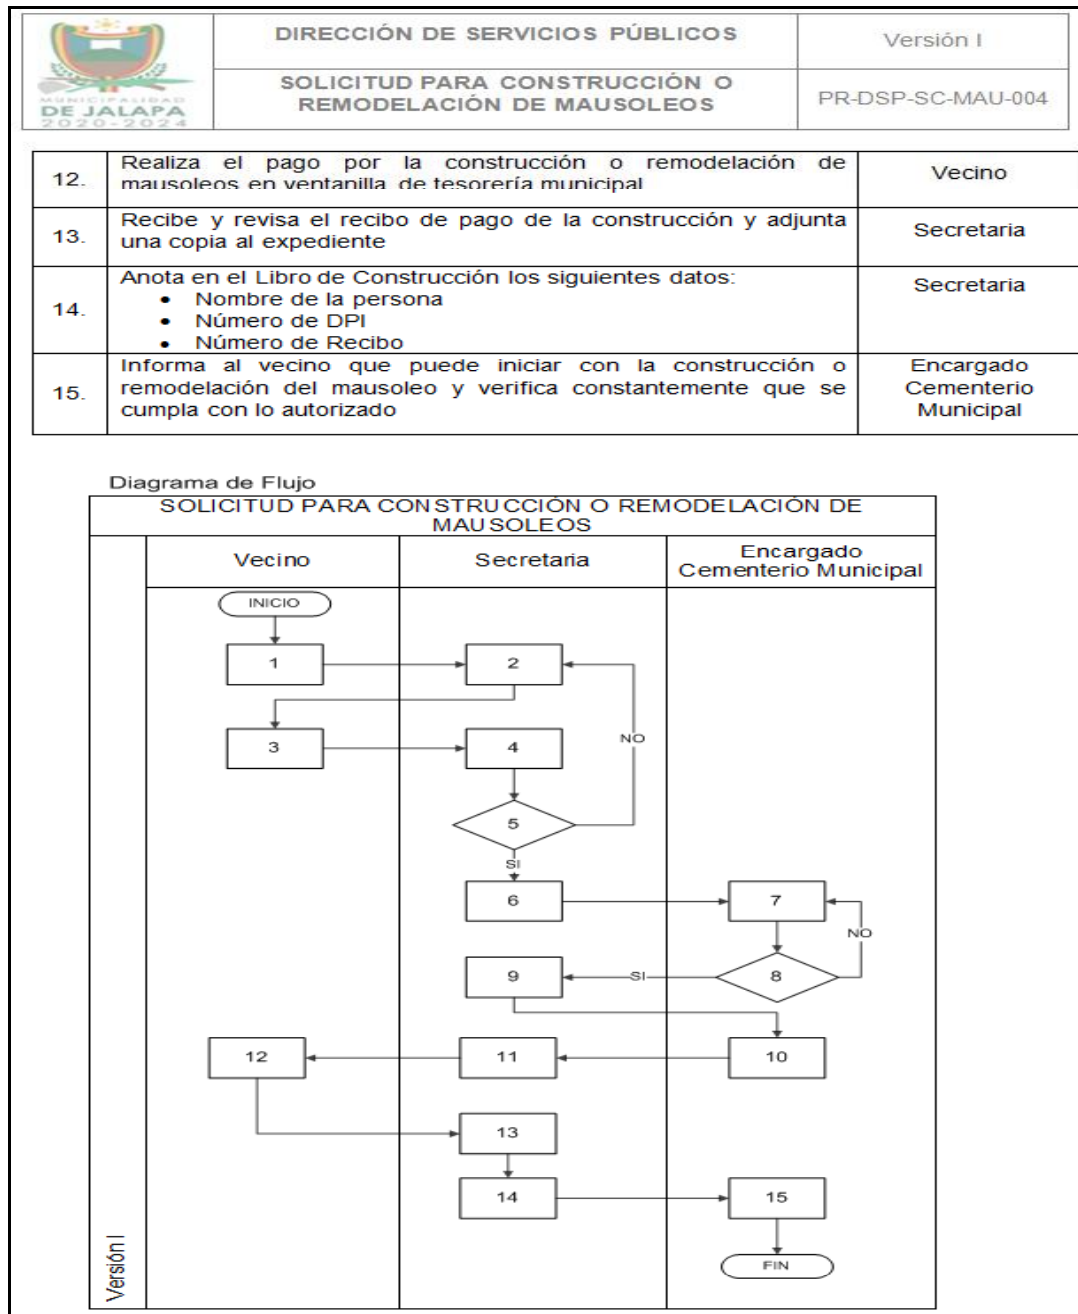 MUNICIPALIDAD
DE JALAPA
2020-2024
DIRECCIÓN DE SERVICIOS PÚBLICOS
Versión I
SOLICITUD PARA CONSTRUCCIÓN O
REMODELACIÓN DE MAUSOLEOS
PR-DSP-SC-MAU-004
12.
Realiza el pago por la construcción o remodelación de
mausoleos en ventanilla de tesorería municipal
Vecino
13.
Recibe y revisa el recibo de pago de la construcción y adjunta
una copia al expediente
Secretaria
14.
Anota en el Libro de Construcción los siguientes datos:
• Nombre de la persona
• Número de DPI
• Número de Recibo
Secretaria
15.
Informa al vecino que puede iniciar con la construcción o
remodelación del mausoleo y verifica constantemente que se
cumpla con lo autorizado
Encargado
Cementerio
Municipal
Diagrama de Flujo
SOLICITUD PARA CONSTRUCCIÓN O REMODELACIÓN DE
MAUSOLEOS
Vecino
Secretaria
Encargado
Cementerio Municipal
INICIO
1
2
3
4
NO
5
SI
6
7
NO
8
SI
9
10
11
12
13
14
15
FIN
Versión I